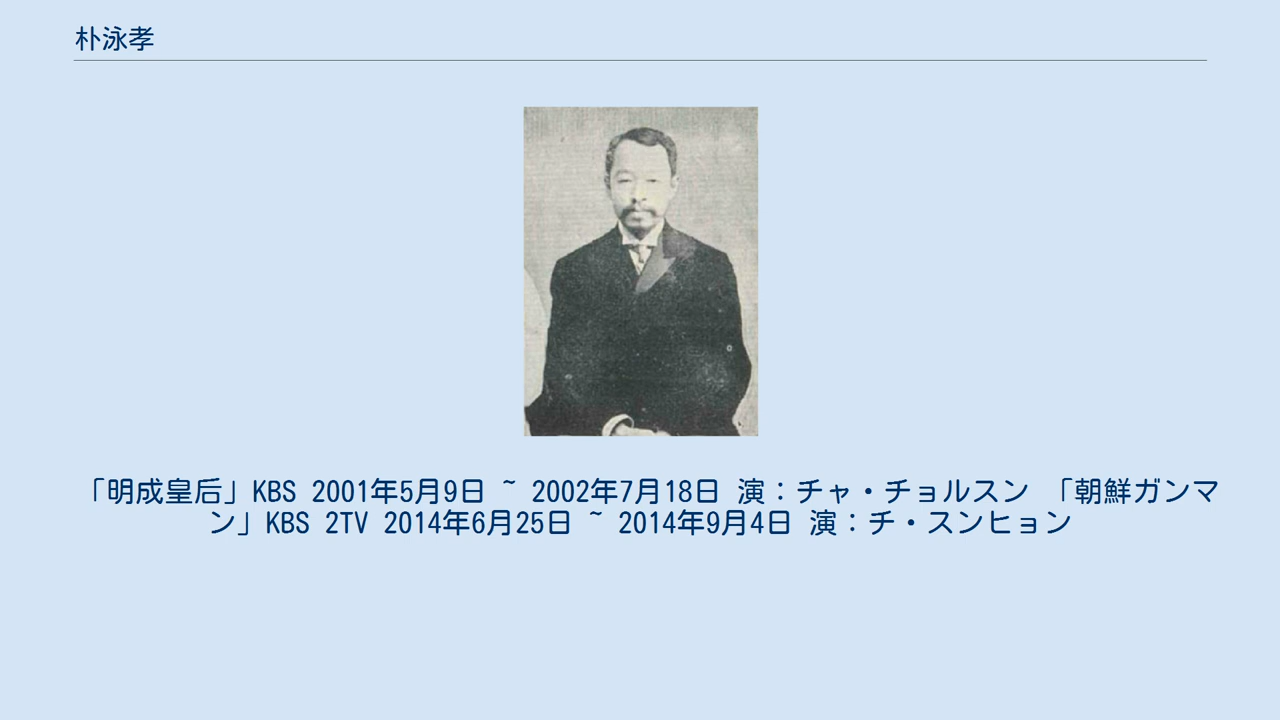 朴泳孝
「明成皇后」KBS 2001年5月9日 ~ 2002年7月18日 演：チャ・チョルスン 「朝鮮ガンマ
ン」KBS 2TV 2014年6月25日 ~ 2014年9月4日 演：チ・スンヒョン